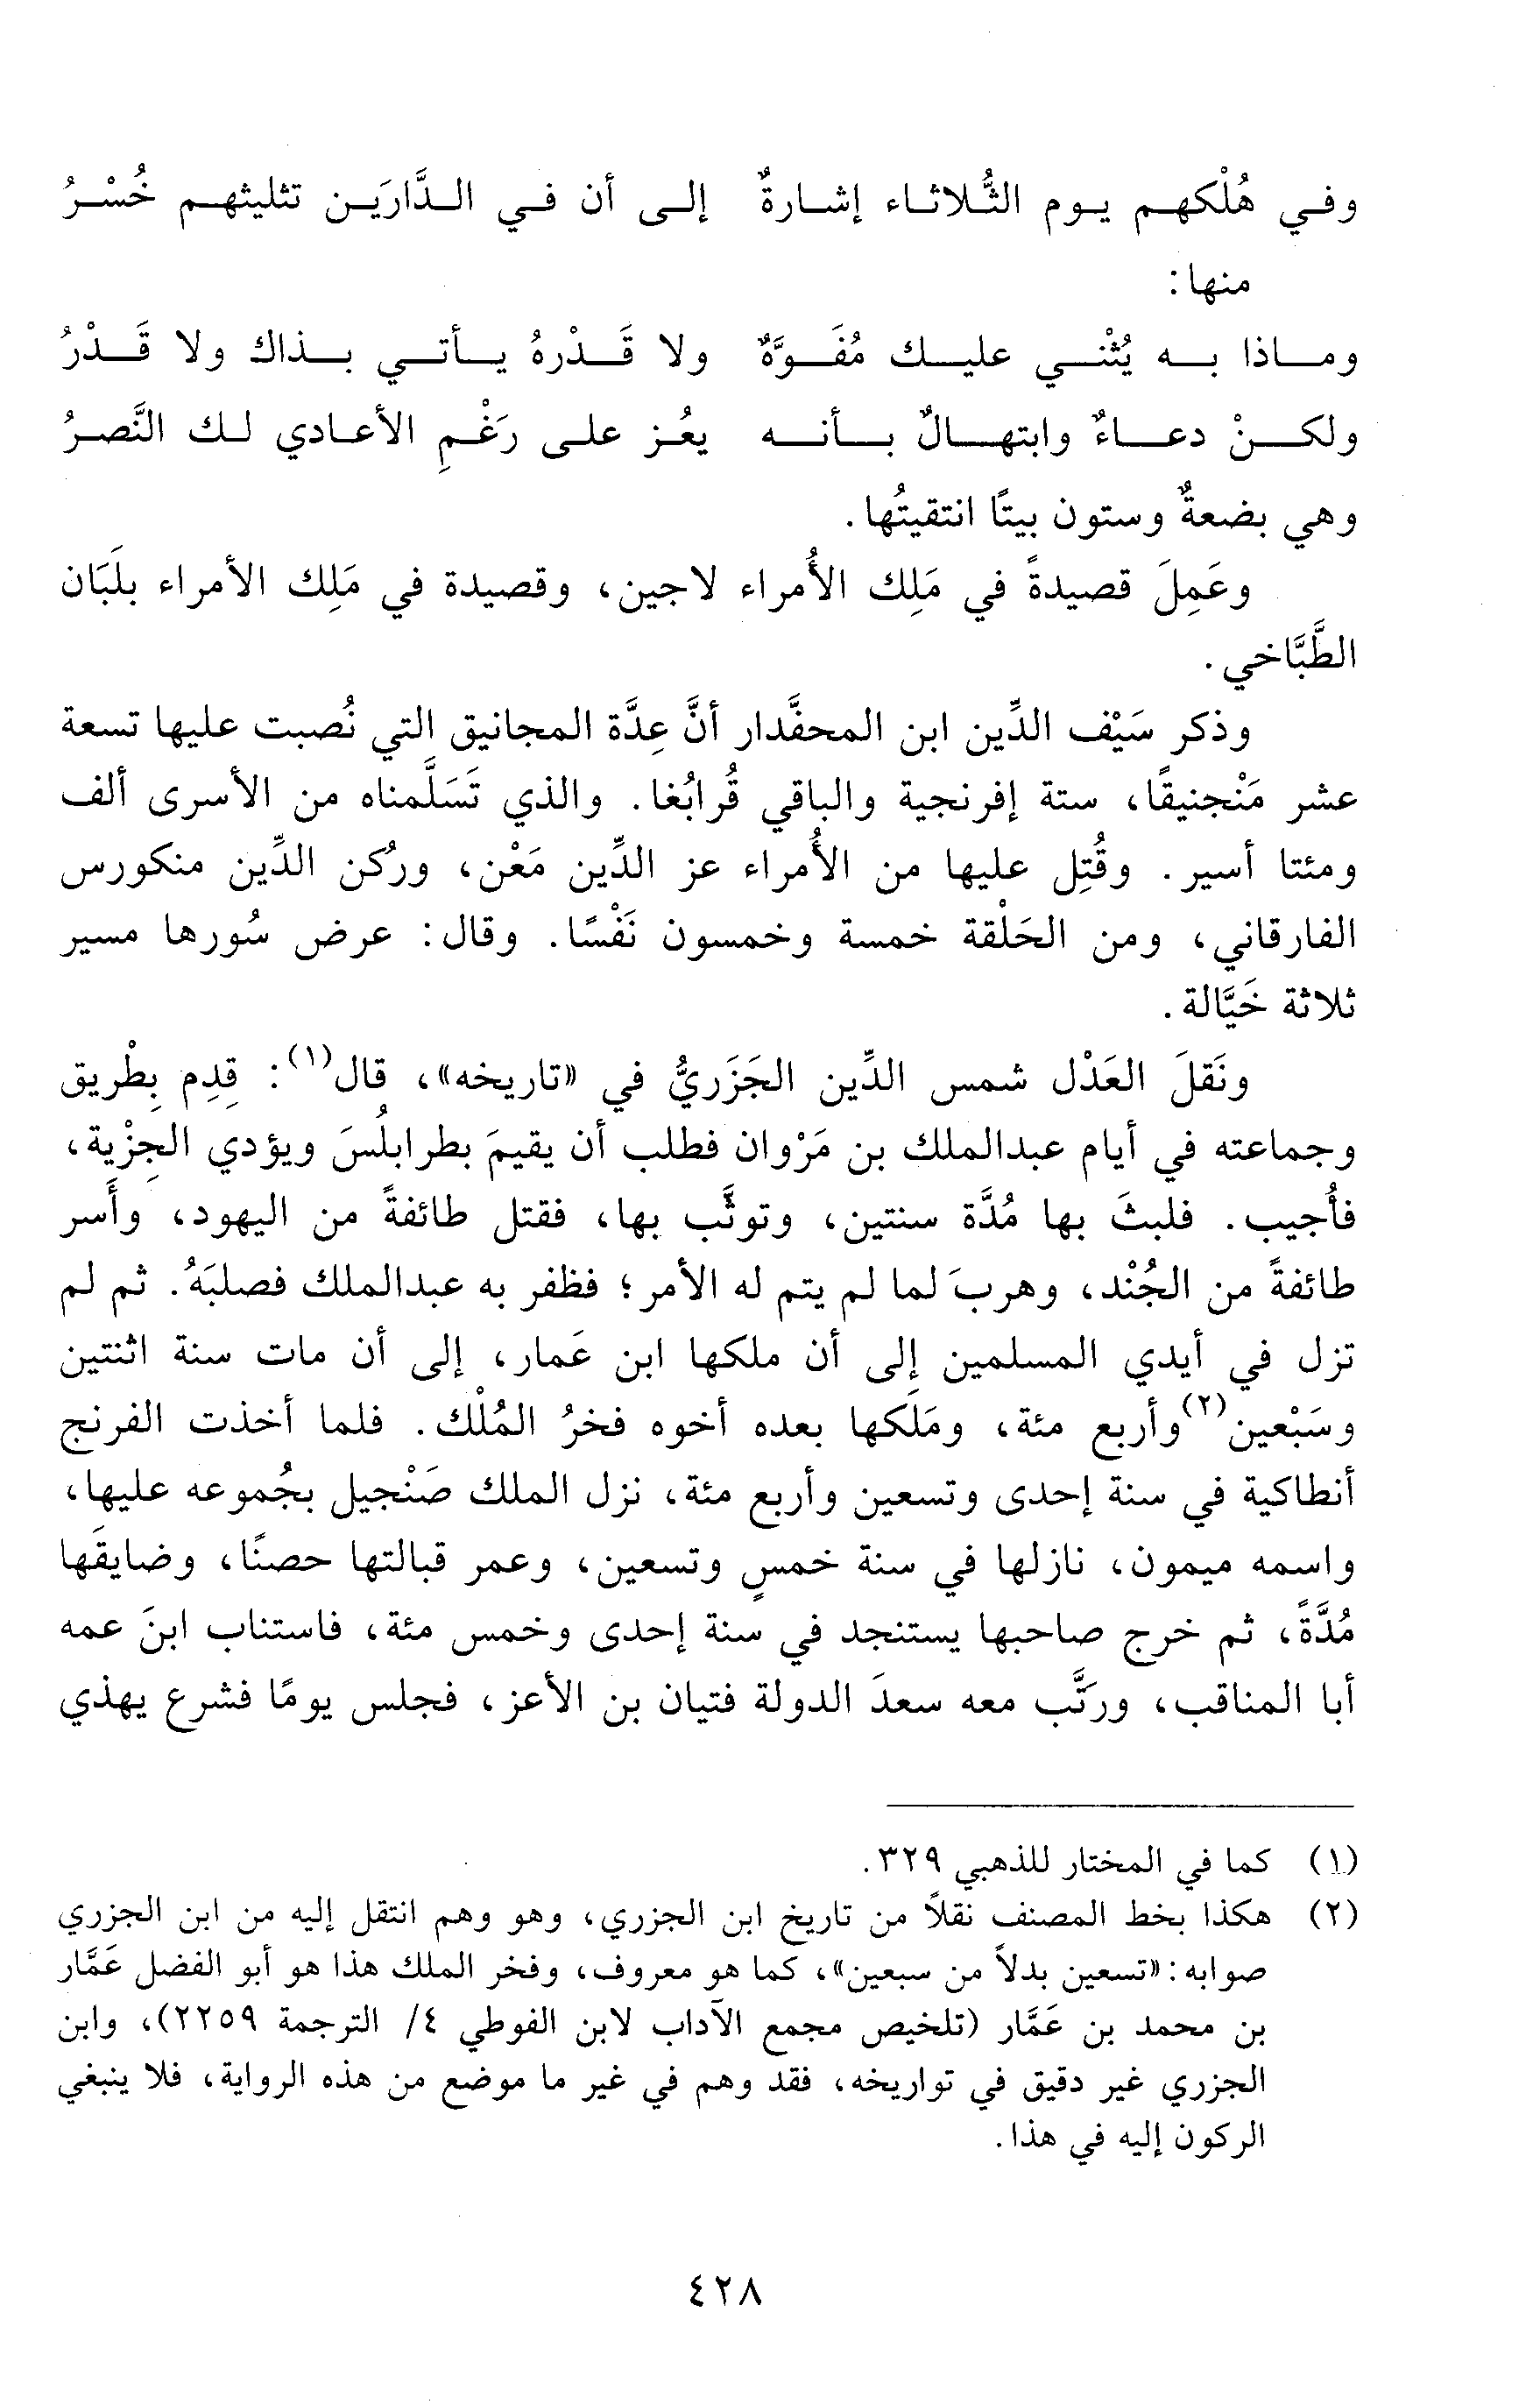 وفي هُلْكهم يوم الثُّلاثاء إشارةٌ إلى أن في الدَّارَين تثليثهم خُسْرُ
منها:
وماذا به يُثْني عليك مُفَوَّهٌ ولا قَدْرهُ يأتي بذاك ولا قَدْرُ
ولكنْ دعاءٌ وابتهالٌ بأنه يعُز على رَغْمِ الأعادي لك النَّصرُ
وهي بضعةٌ وستون بيتًا انتقيتُها.
وعَمِلَ قصيدةً في مَلِك الأُمراء لاجين، وقصيدة في مَلِك الأمراء بلَبَان
الطَّبَّاخي.
وذكر سَيْف الدِّين ابن المحفَّدار أنَّ عِدَّة المجانيق التي نُصبت عليها تسعة
عشر مَنْجنيقًا، ستة إفرنجية والباقي قُرابُغا. والذي تَسَلَّمناه من الأسرى ألف
ومئتا أسير. وقُتِل عليها من الأُمراء عز الدِّين مَعْن، ورُكن الدِّين منكورس
الفارقاني، ومن الحَلْقة خمسة وخمسون نَفْسًا. وقال: عرض سُورها مسير
ثلاثة خَيَّالة.
ونَقلَ العَدْل شمس الدِّين الجَزَريُّ في «تاريخه»، قال(١): قِدِم بِطْريق
وجماعته في أيام عبدالملك بن مَرْوان فطلب أن يقيمَ بطرابلُسَ ويؤدي الجِزْية،
فأُجيب. فلبثَ بها مُدَّة سنتين، وتوثَّب بها، فقتل طائفةً من اليهود، وأَسر
طائفةً من الجُنْد، وهربَ لما لم يتم له الأمر؛ فظفر به عبدالملك فصلبَهُ. ثم لم
تزل في أيدي المسلمين إلى أن ملكها ابن عَمار، إلى أن مات سنة اثنتين
وسَبْعين(٢) وأربع مئة، ومَلَكها بعده أخوه فخرُ المُلْك. فلما أخذت الفرنج
أنطاكية في سنة إحدى وتسعين وأربع مئة، نزل الملك صَنْجيل بجُموعه عليها،
واسمه ميمون، نازلها في سنة خمسٍ وتسعين، وعمر قبالتها حصنًا، وضايقَها
مُدَّةً، ثم خرج صاحبها يستنجد في سنة إحدى وخمس مئة، فاستناب ابنَ عمه
أبا المناقب، ورتَّب معه سعدَ الدولة فتيان بن الأعز، فجلس يومًا فشرع يهذي
(١) كما في المختار للذهبي ٣٢٩.
(٢) هكذا بخط المصنف نقلاً من تاريخ ابن الجزري، وهو وهم انتقل إليه من ابن الجزري
صوابه: «تسعين بدلاً من سبعين»، كما هو معروف، وفخر الملك هذا هو أبو الفضل عَمَّار
بن محمد بن عَمَّار (تلخيص مجمع الآداب لابن الفوطي ٤/ الترجمة ٢٢٥٩)، وابن
الجزري غير دقيق في تواريخه، فقد وهم في غير ما موضع من هذه الرواية، فلا ينبغي
الركون إليه في هذا.
٤٢٨